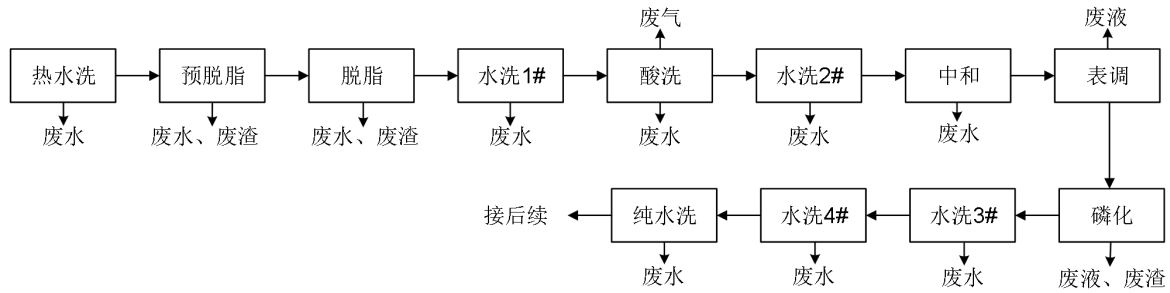 废气
废液
热水洗
预脱脂
脱脂
水洗1#
酸洗
水洗2#
中和
表调
废水
废水、废渣
废水、废渣
废水
废水
废水
废水
接后续
纯水洗
水洗4#
水洗3#
磷化
废水
废水
废水
废液、废渣